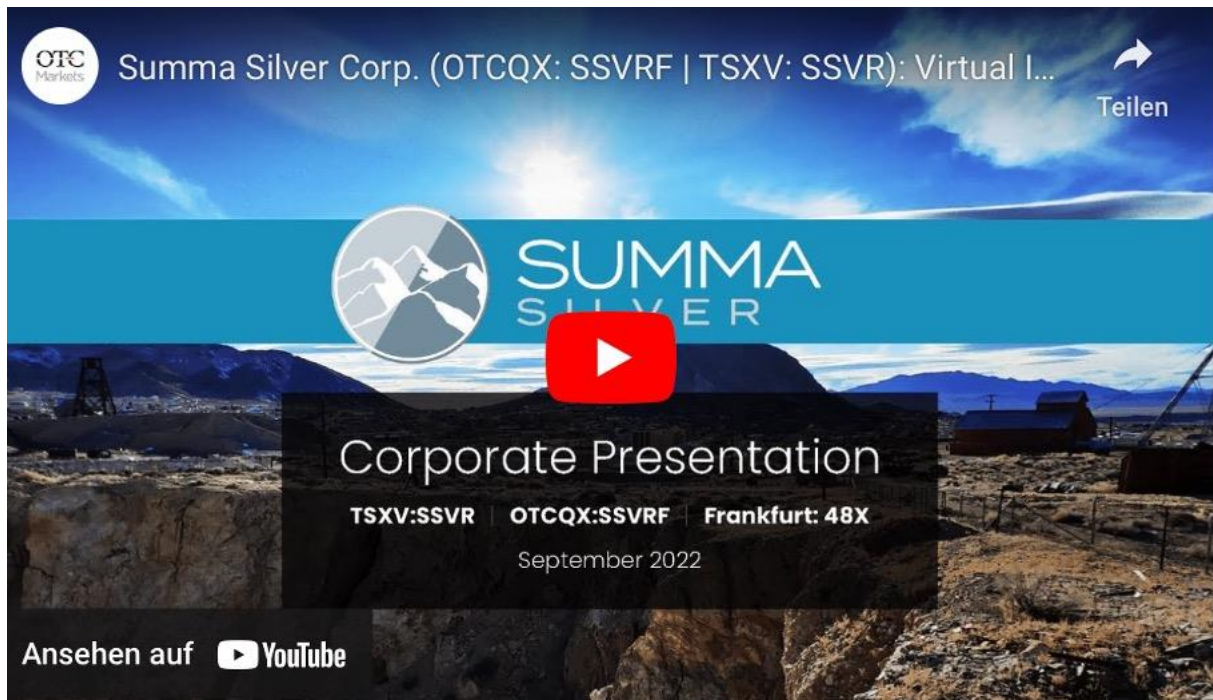 OTC
Markets
Summa Silver Corp. (OTCQX: SSVRF | TSXV: SSVR): Virtual I...
Teilen
SUMMA
SILVER
Corporate Presentation
TSXV:SSVR | OTCQX:SSVRF | Frankfurt: 48X
September 2022
Ansehen auf YouTube